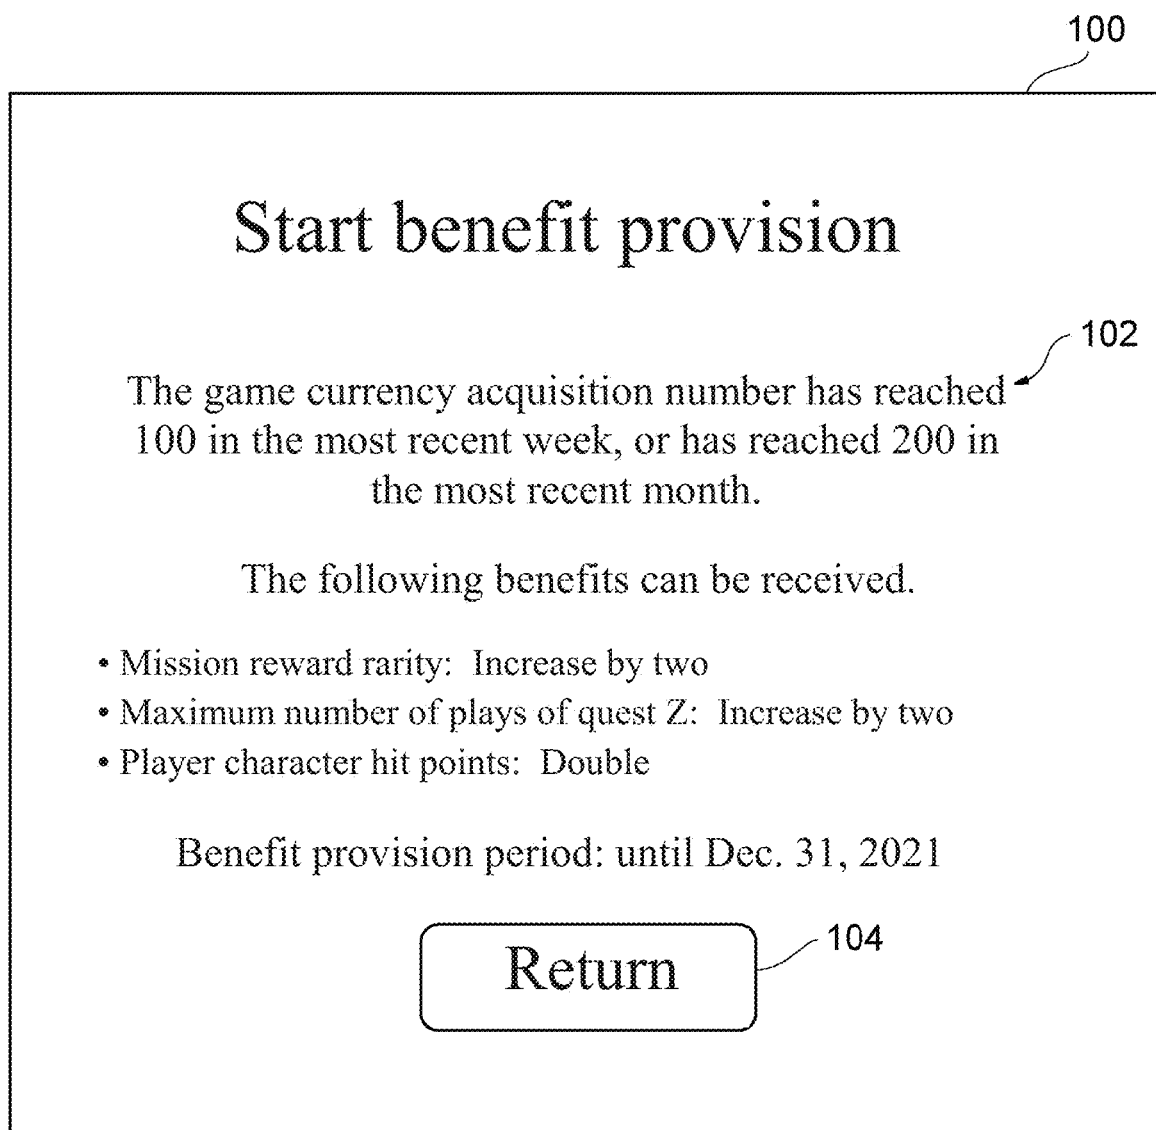 100
Start benefit provision
102
The game currency acquisition number has reached
100 in the most recent week, or has reached 200 in
the most recent month.
The following benefits can be received.
• Mission reward rarity: Increase by two
• Maximum number of plays of quest Z: Increase by two
• Player character hit points: Double
Benefit provision period: until Dec. 31, 2021
Return
104